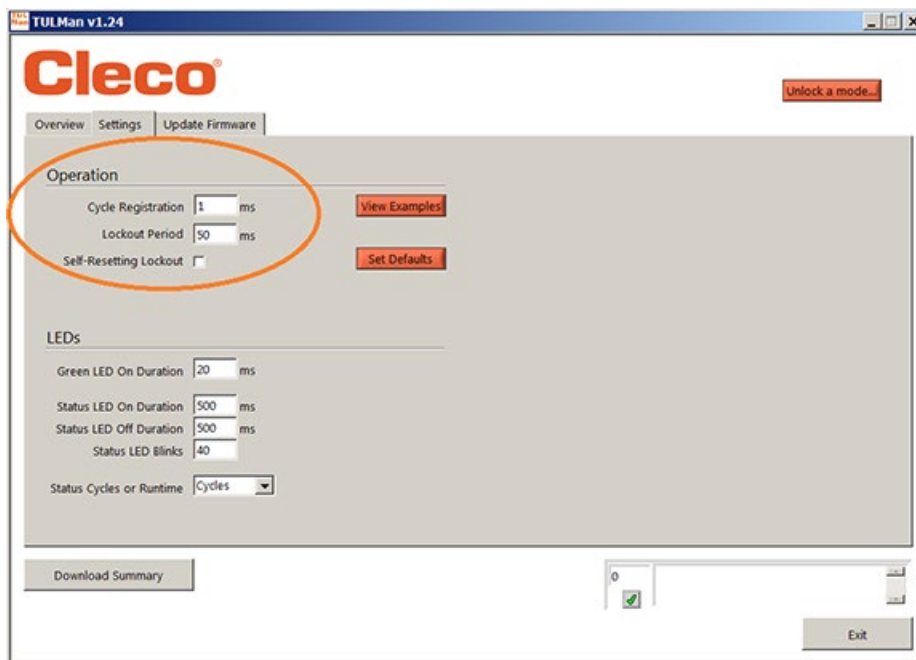 TULMan v1.24
Cleco®
Unlock a mode...
Overview Settings Update Firmware
Operation
Cycle Registration 1 ms View Examples
Lockout Period 50 ms
Self-Resetting Lockout Set Defaults
LEDs
Green LED On Duration 20 ms
Status LED On Duration 500 ms
Status LED Off Duration 500 ms
Status LED Blinks 40
Status Cycles or Runtime Cycles
Download Summary 0
Exit